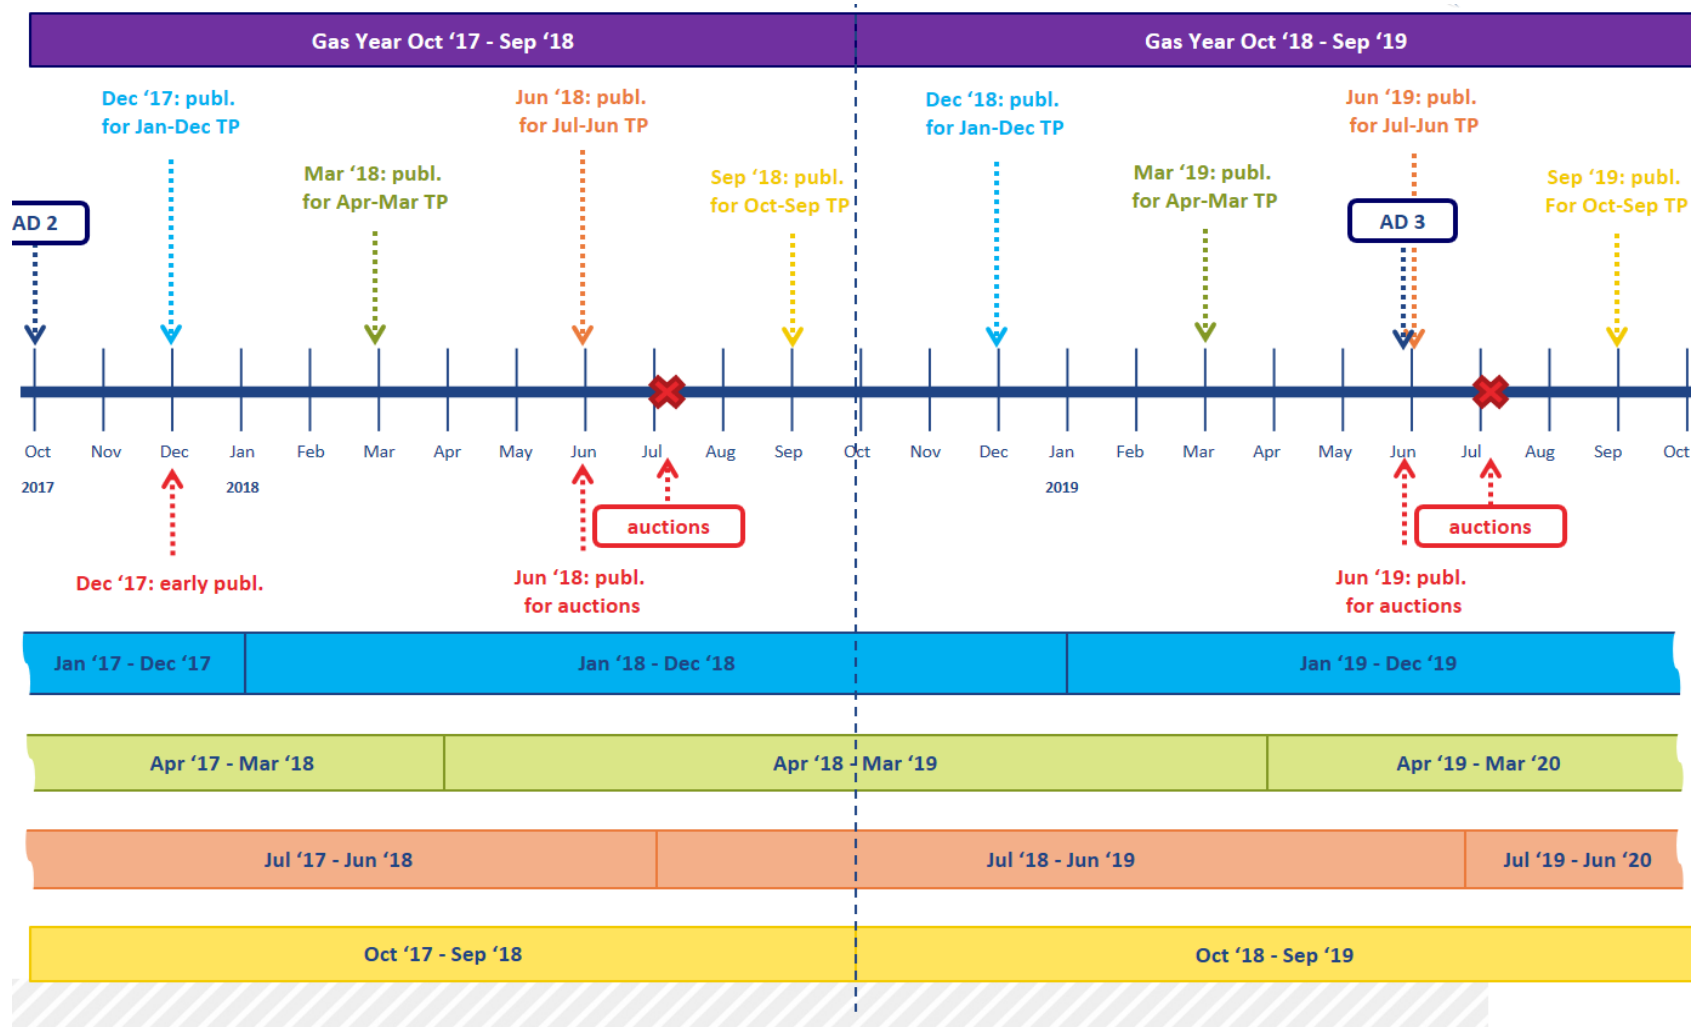 Gas Year Oct ‘17 - Sep ‘18
Gas Year Oct ‘18 - Sep ‘19
Dec ‘17: publ.
for Jan-Dec TP
Jun ‘18: publ.
for Jul-Jun TP
Dec ‘18: publ.
for Jan-Dec TP
Jun ‘19: publ.
for Jul-Jun TP
Mar ‘18: publ.
for Apr-Mar TP
Sep ‘18: publ.
for Oct-Sep TP
Mar ‘19: publ.
for Apr-Mar TP
Sep ‘19: publ.
For Oct-Sep TP
AD 2
AD 3
Oct Nov Dec Jan Feb Mar Apr May Jun Jul Aug Sep Oct Nov Dec Jan Feb Mar Apr May Jun Jul Aug Sep Oct
2017 2018 2019
auctions
auctions
Dec ‘17: early publ.
Jun ‘18: publ.
for auctions
Jun ‘19: publ.
for auctions
Jan ‘17 - Dec ‘17
Jan ‘18 - Dec ‘18
Jan ‘19 - Dec ‘19
Apr ‘17 - Mar ‘18
Apr ‘18 - Mar ‘19
Apr ‘19 - Mar ‘20
Jul ‘17 - Jun ‘18
Jul ‘18 - Jun ‘19
Jul ‘19 - Jun ‘20
Oct ‘17 - Sep ‘18
Oct ‘18 - Sep ‘19